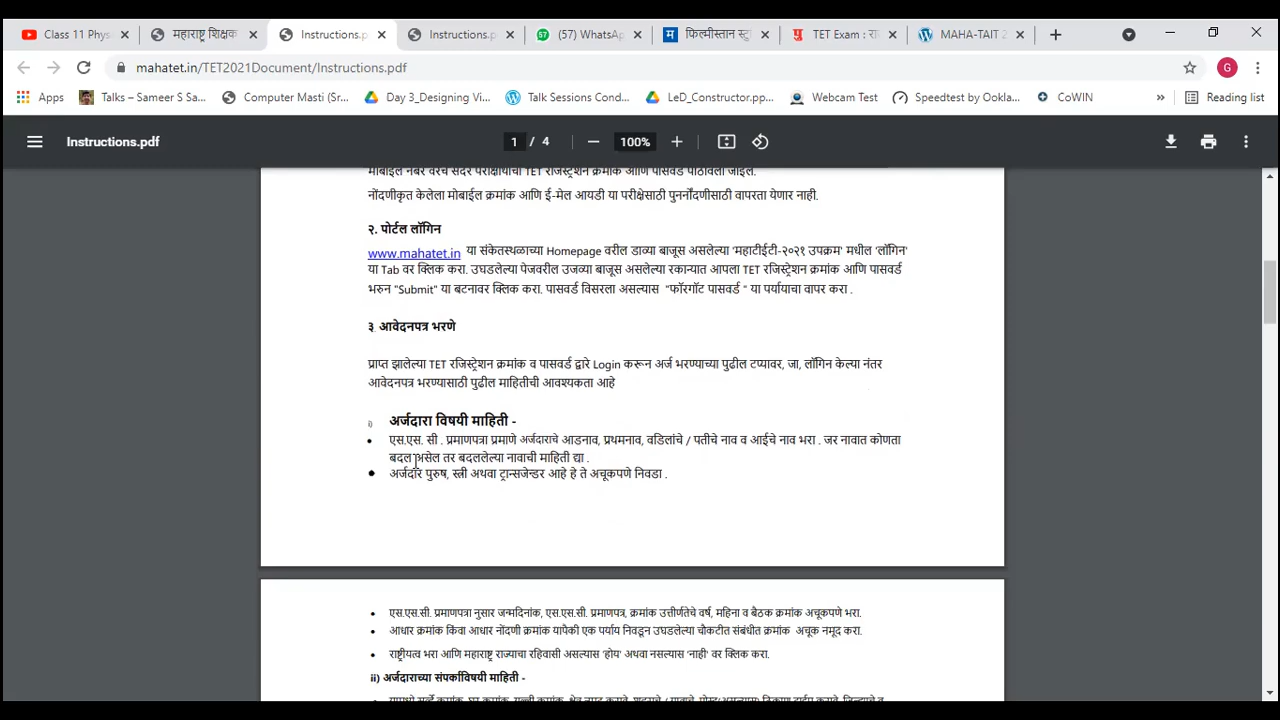 Class 11 Phys
महाराष्ट्र शिक्षक
Instructions.p
Instructions.p
(57) WhatsA
फिल्मीस्तान स्टु
TET Exam : रा
MAHA-TAIT 2
mahatet.in/TET2021Document/Instructions.pdf
G
Apps
Talks – Sameer S Sa...
Computer Masti (Sr...
Day 3_Designing Vi...
Talk Sessions Cond...
LeD_Constructor.pp...
Webcam Test
Speedtest by Ookla...
CoWIN
»
Reading list
Instructions.pdf
1 / 4
100%
मोबाईल नंबर वरच सदर परीक्षांचा TET रजिस्ट्रेशन क्रमांक आणि पासवर्ड पाठविला जाईल.
नोंदणीकृत केलेला मोबाईल क्रमांक आणि ई-मेल आयडी या परीक्षेसाठी पुनर्नोंदणीसाठी वापरता येणार नाही.
२. पोर्टल लॉगिन
www.mahatet.in या संकेतस्थळाच्या Homepage वरील डाव्या बाजूस असलेल्या 'महाटीईटी-२०२१ उपक्रम' मधील 'लॉगिन'
या Tab वर क्लिक करा. उघडलेल्या पेजवरील उजव्या बाजूस असलेल्या रकान्यात आपला TET रजिस्ट्रेशन क्रमांक आणि पासवर्ड
भरुन "Submit" या बटनावर क्लिक करा. पासवर्ड विसरला असल्यास "फॉरगॉट पासवर्ड " या पर्यायाचा वापर करा .
३ आवेदनपत्र भरणे
प्राप्त झालेल्या TET रजिस्ट्रेशन क्रमांक व पासवर्ड द्वारे Login करून अर्ज भरण्याच्या पुढील टप्यावर, जा, लॉगिन केल्या नंतर
आवेदनपत्र भरण्यासाठी पुढील माहितीची आवश्यकता आहे
i) अर्जदारा विषयी माहिती -
• एस.एस. सी . प्रमाणपत्रा प्रमाणे अर्जदाराचे आडनाव, प्रथमनाव, वडिलांचे / पतीचे नाव व आईचे नाव भरा . जर नावात कोणता
बदल असेल तर बदललेल्या नावाची माहिती द्या .
• अर्जदार पुरुष, स्त्री अथवा ट्रान्सजेन्डर आहे हे ते अचूकपणे निवडा .
• एस.एस.सी. प्रमाणपत्रा नुसार जन्मदिनांक, एस.एस.सी. प्रमाणपत्र, क्रमांक उत्तीर्णतेचे वर्ष, महिना व बैठक क्रमांक अचूकपणे भरा.
• आधार क्रमांक किंवा आधार नोंदणी क्रमांक यापैकी एक पर्याय निवडून उघडलेल्या चौकटीत संबंधीत क्रमांक अचूक नमूद करा.
• राष्ट्रीयत्व भरा आणि महाराष्ट्र राज्याचा रहिवासी असल्यास 'होय' अथवा नसल्यास 'नाही' वर क्लिक करा.
ii) अर्जदाराच्या संपर्काविषयी माहिती -